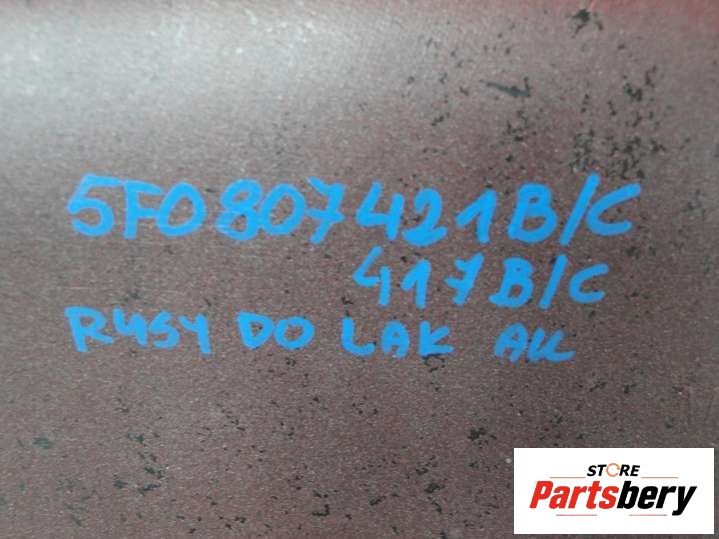 5F0807421B/C
417B/C
RYSY DO LAK AK
STORE
Partsbery